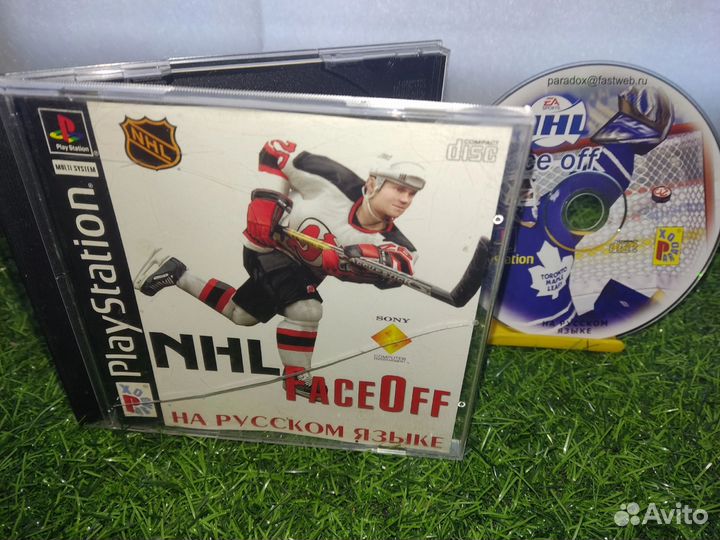 PlayStation
MULTI SYSTEM
PlayStation
NHL
COMPACT
disc
SONY
COMPUTER
ENTERTAINMENT
NHL
FACEOFF
НА РУССКОМ ЯЗЫКЕ
paradox@fastweb.ru
EA
SPORTS
NHL
ce off
TORONTO
MAPLE
LEAFS
НА РУССКОМ
ЯЗЫКЕ
Avito